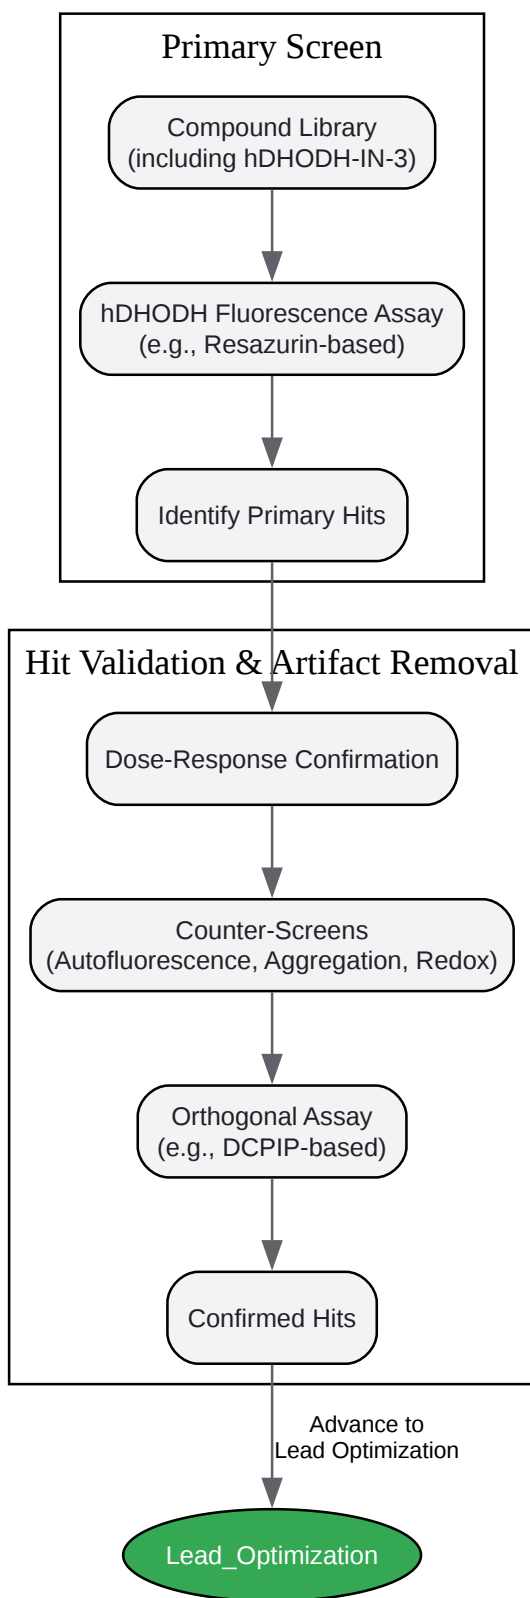 Primary Screen
Compound Library
(including hDHODH-IN-3)
hDHODH Fluorescence Assay
(e.g., Resazurin-based)
Identify Primary Hits
Hit Validation & Artifact Removal
Dose-Response Confirmation
Counter-Screens
(Autofluorescence, Aggregation, Redox)
Orthogonal Assay
(e.g., DCPIP-based)
Confirmed Hits
Advance to
Lead Optimization
Lead_Optimization